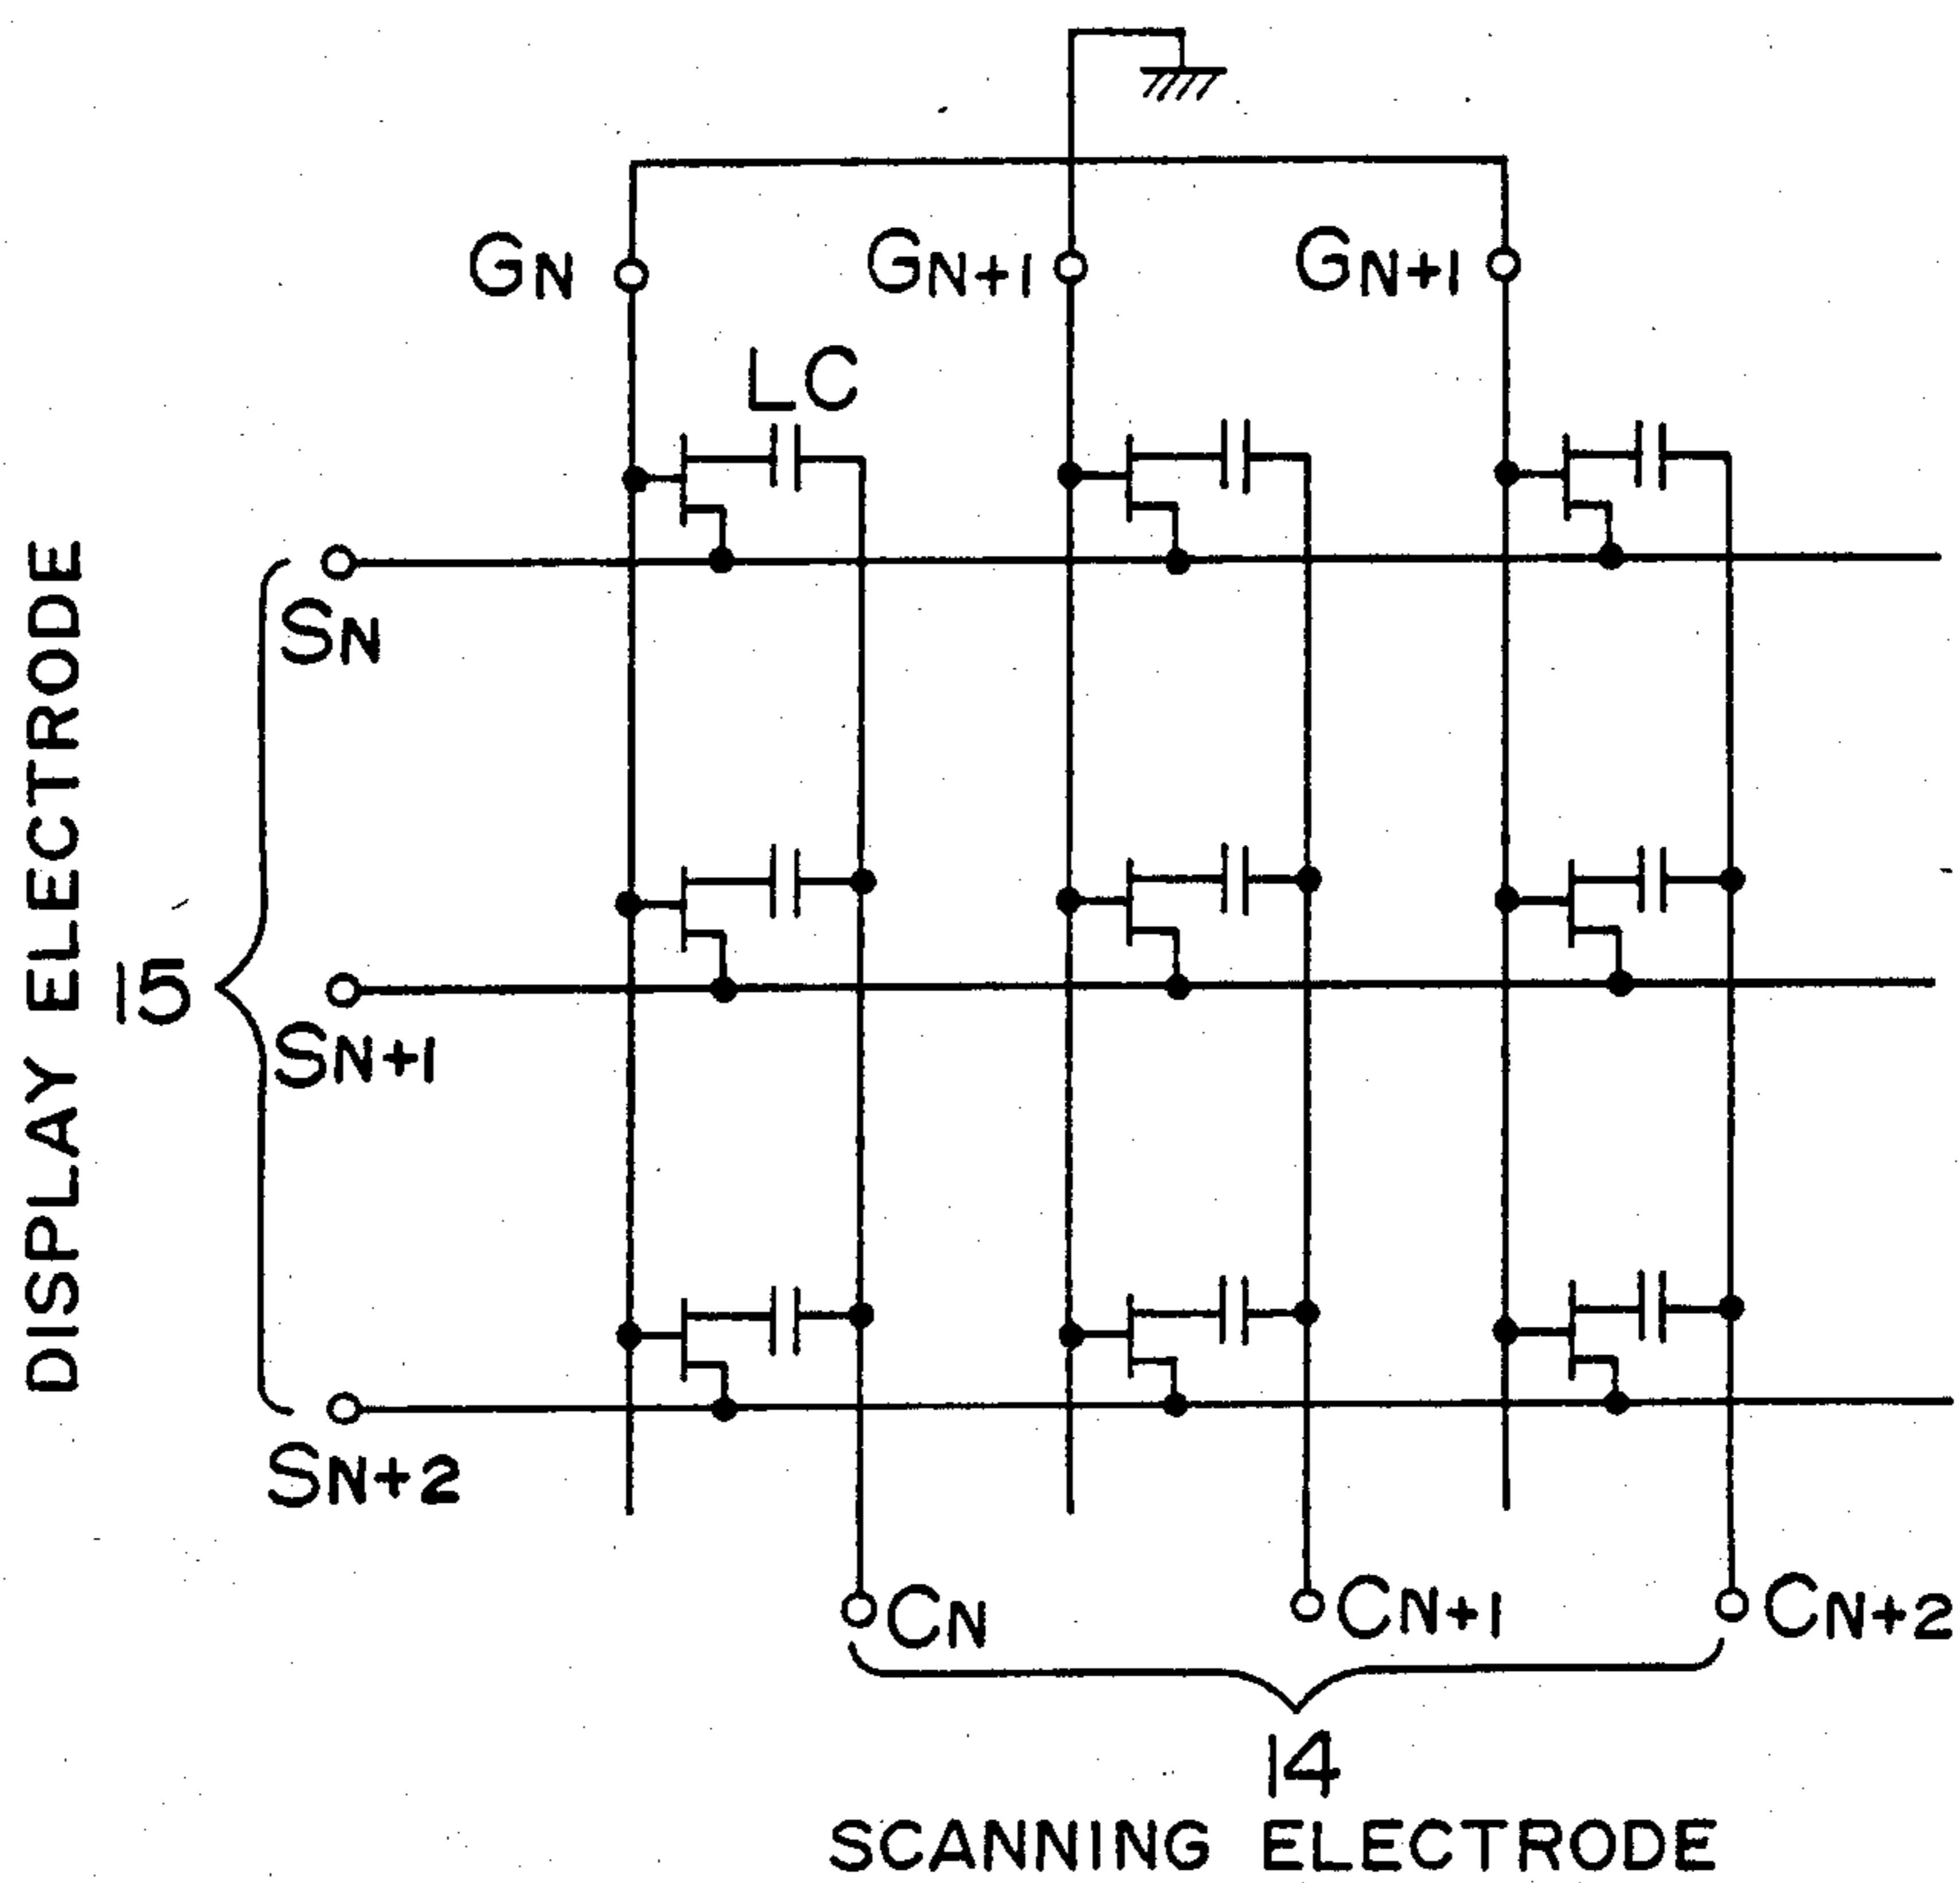 GN
GN+1
GN+1
LC
DISPLAY ELECTRODE
15
SN
SN+1
SN+2
CN
CN+1
CN+2
14
SCANNING ELECTRODE